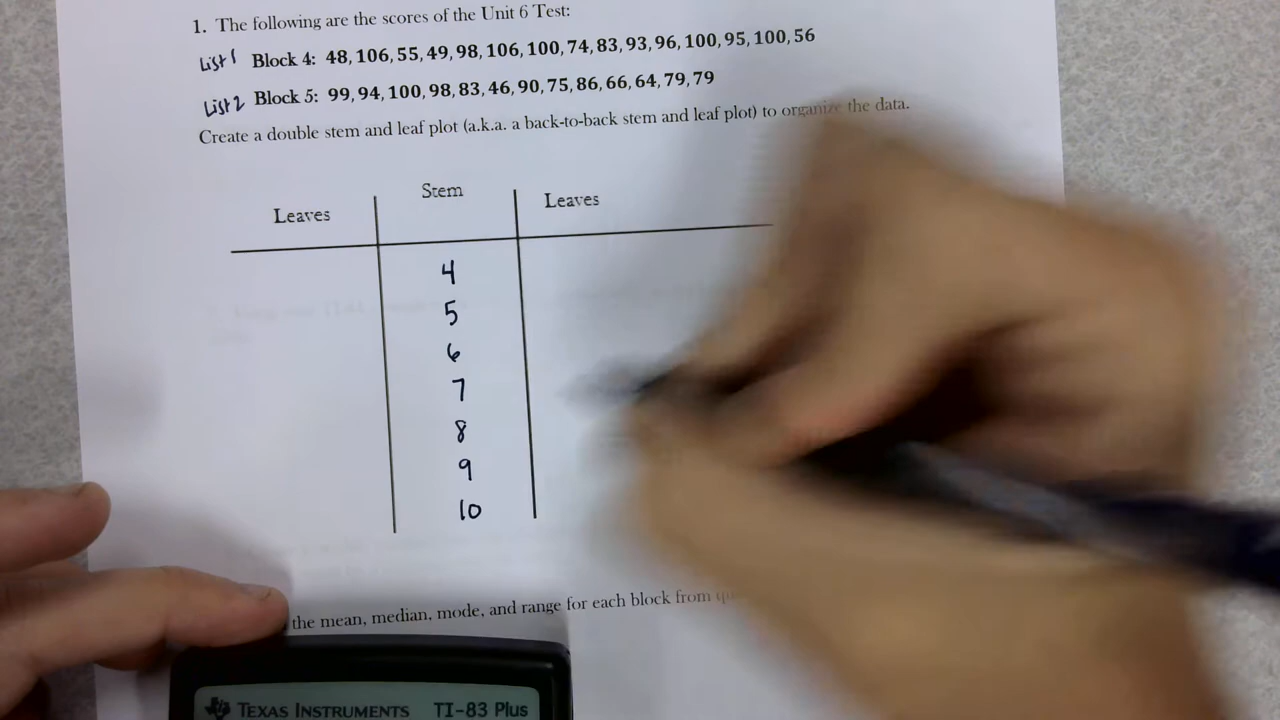 1. The following are the scores of the Unit 6 Test:
List 1 Block 4: 48, 106, 55, 49, 98, 106, 100, 74, 83, 93, 96, 100, 95, 100, 56
List 2 Block 5: 99, 94, 100, 98, 83, 46, 90, 75, 86, 66, 64, 79, 79
Create a double stem and leaf plot (a.k.a. a back-to-back stem and leaf plot) to organize the data.
Leaves Stem Leaves
4
5
6
7
8
9
10
the mean, median, mode, and range for each block from
TEXAS INSTRUMENTS TI-83 Plus